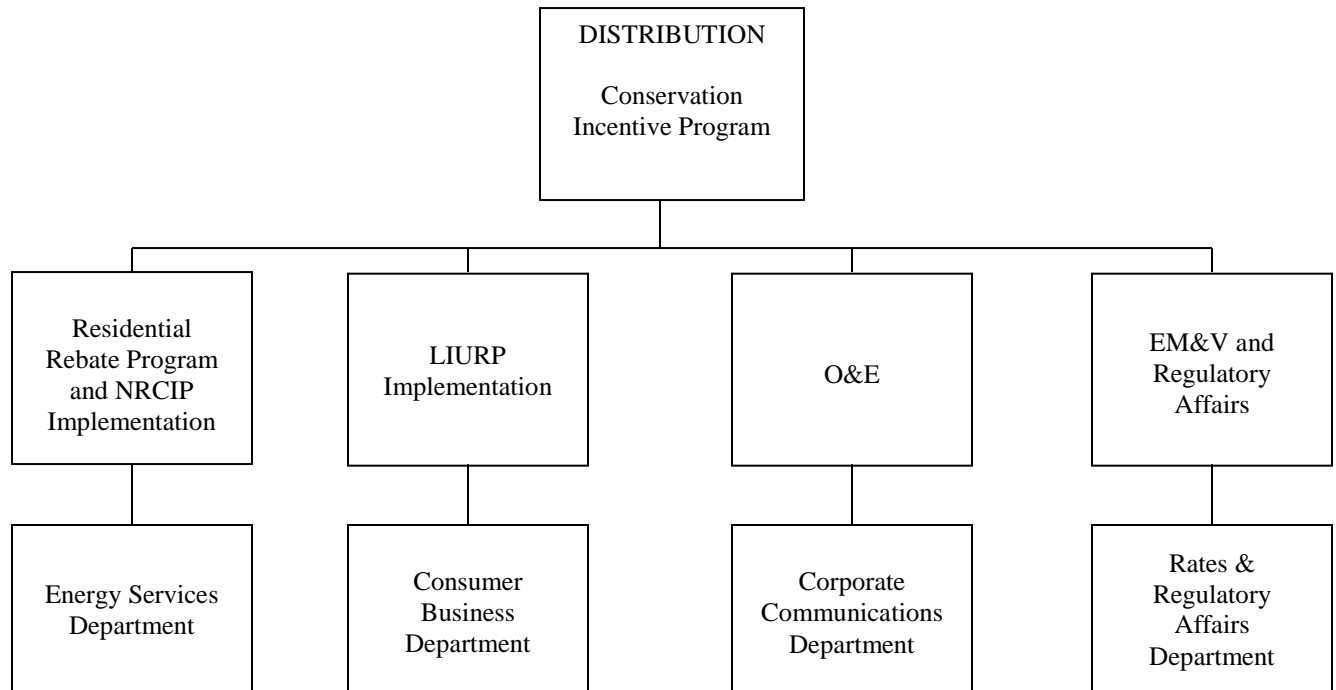 DISTRIBUTION
Conservation
Incentive Program
Residential
Rebate Program
and NRCIP
Implementation
LIURP
Implementation
O&E
EM&V and
Regulatory
Affairs
Energy Services
Department
Consumer
Business
Department
Corporate
Communications
Department
Rates &
Regulatory
Affairs
Department